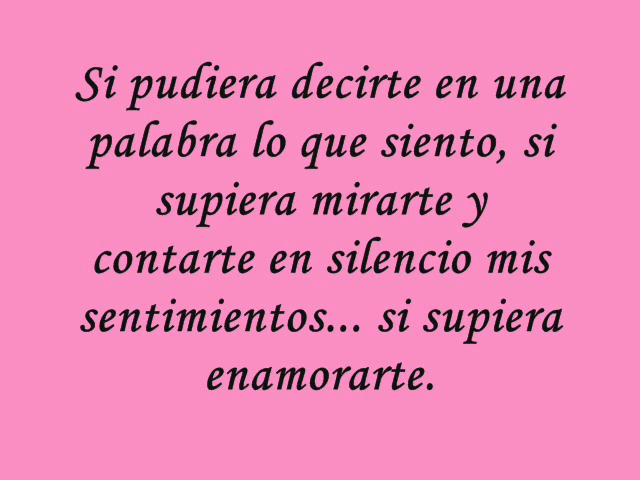 Si pudiera decirte en una
palabra lo que siento, si
supiera mirarte y
contarte en silencio mis
sentimientos... si supiera
enamorarte.